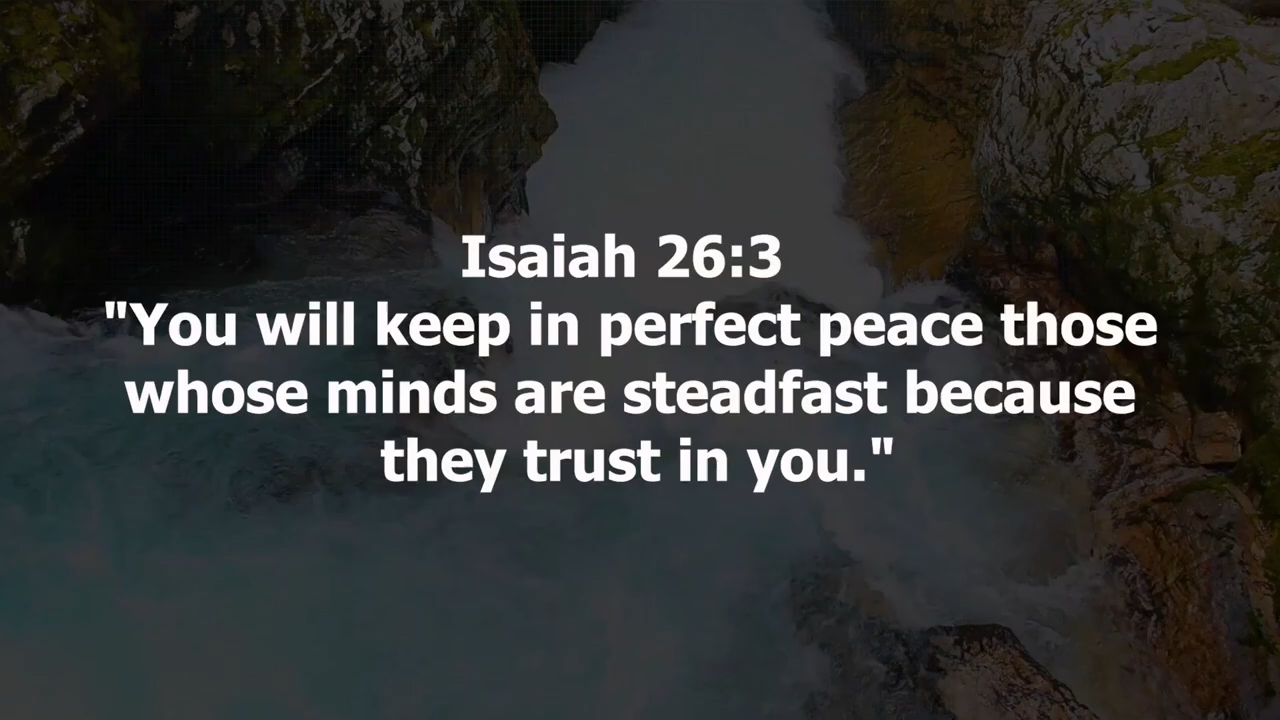 Isaiah 26:3
"You will keep in perfect peace those
whose minds are steadfast because
they trust in you."